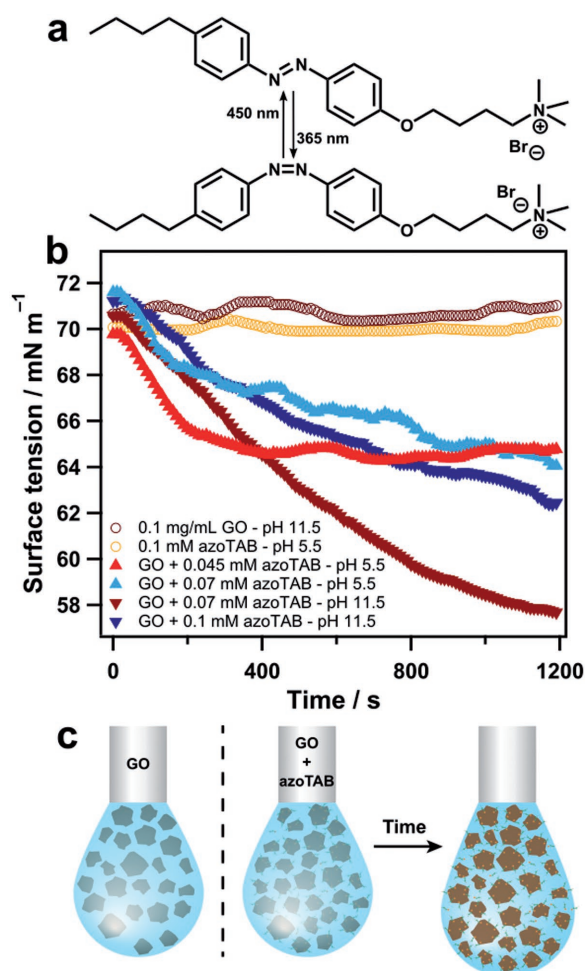 a
N
N
N
⊕
O
Br⊖
450 nm
365 nm
N=N
Br
⊖
N
⊕
O
b
Surface tension / mN m⁻¹
72
70
68
66
64
62
60
58
0.1 mg/mL GO - pH 11.5
0.1 mM azoTAB - pH 5.5
GO + 0.045 mM azoTAB - pH 5.5
GO + 0.07 mM azoTAB - pH 5.5
GO + 0.07 mM azoTAB - pH 11.5
GO + 0.1 mM azoTAB - pH 11.5
0
400
800
1200
Time / s
c
GO
GO
+
azoTAB
Time